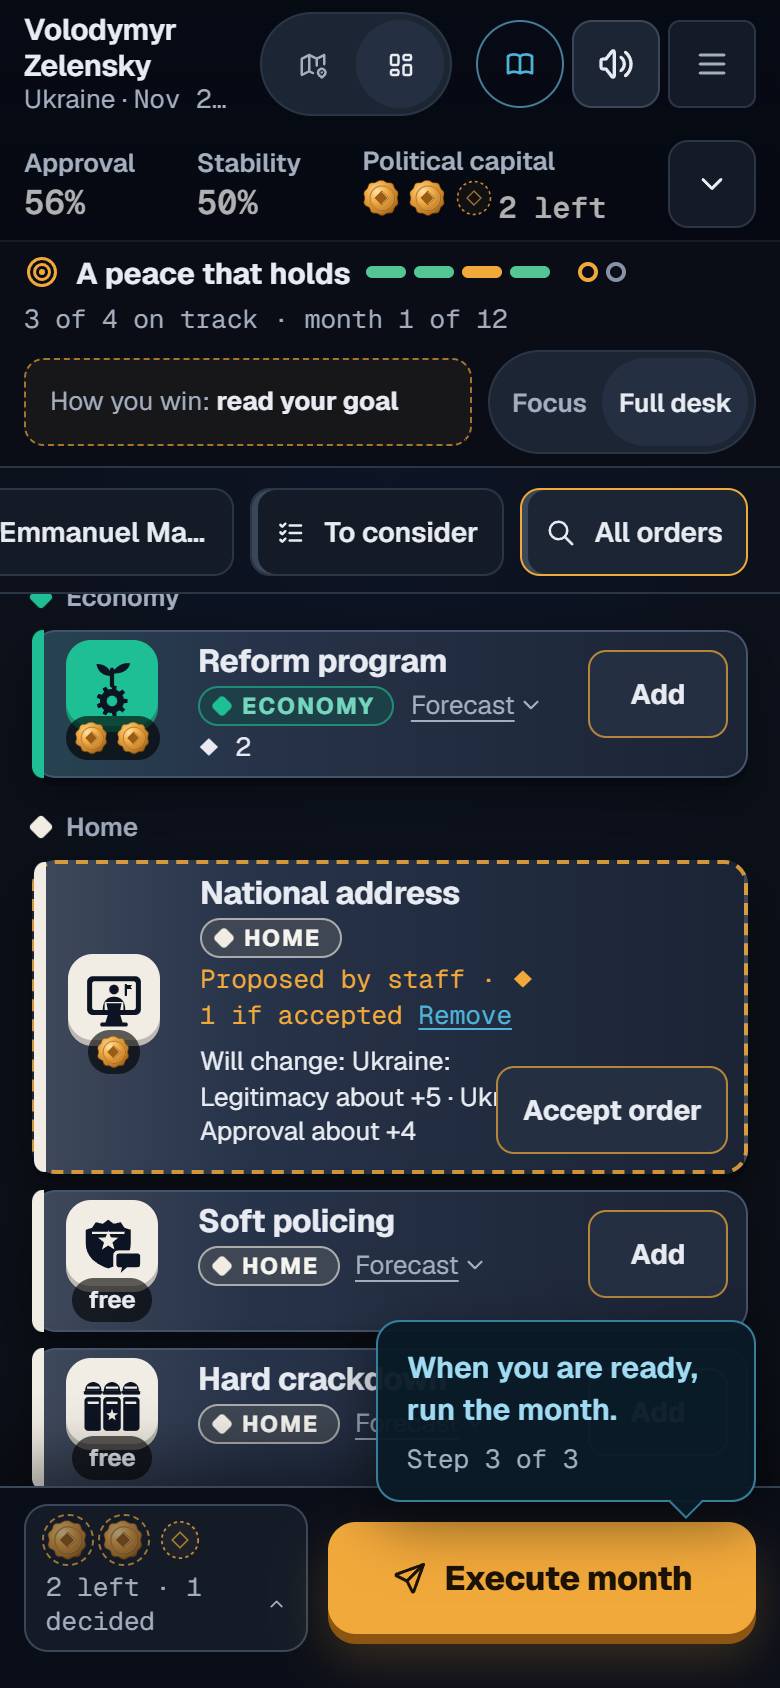 Volodymyr
Zelensky
Ukraine · Nov 2…
Approval
56%
Stability
50%
Political capital
2 left
A peace that holds
3 of 4 on track · month 1 of 12
How you win: read your goal
Focus
Full desk
Emmanuel Ma…
To consider
All orders
Economy
Reform program
ECONOMY
Forecast
2
Add
Home
National address
HOME
Proposed by staff ·
1 if accepted Remove
Will change: Ukraine:
Legitimacy about +5 · Ukr
Approval about +4
Accept order
Soft policing
HOME
Forecast
free
Add
Hard crackdown
HOME
free
Add
When you are ready,
run the month.
Step 3 of 3
2 left · 1
decided
Execute month